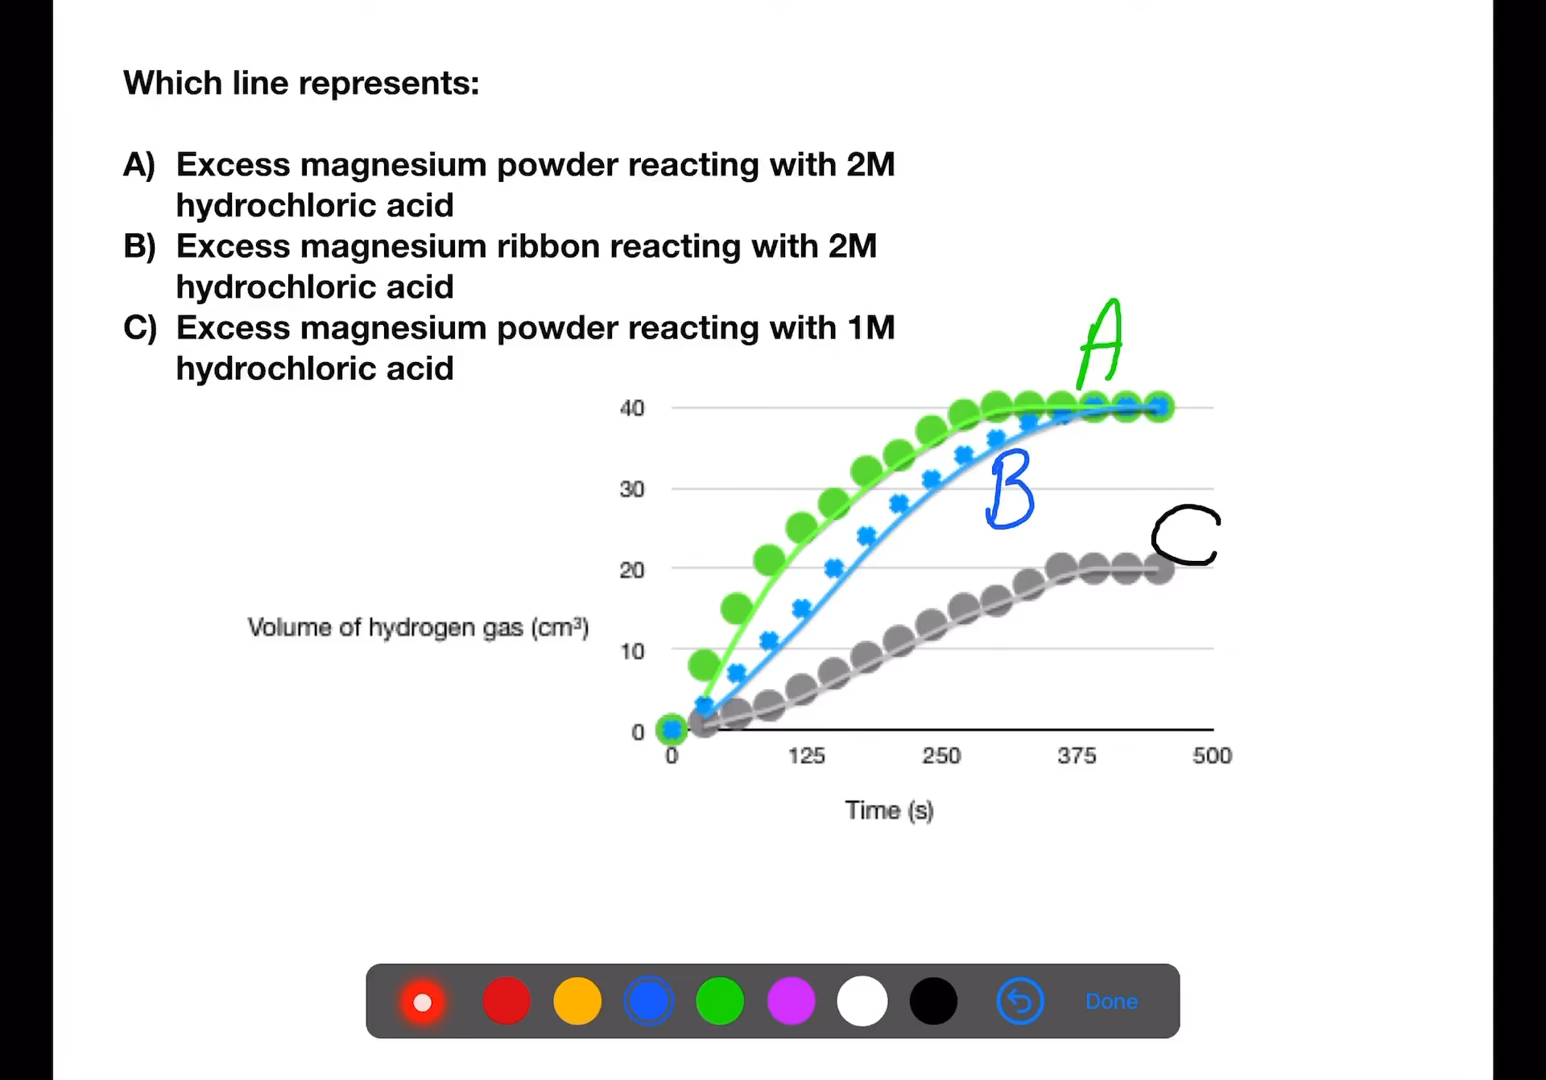 Which line represents:
A) Excess magnesium powder reacting with 2M
hydrochloric acid
B) Excess magnesium ribbon reacting with 2M
hydrochloric acid
C) Excess magnesium powder reacting with 1M
hydrochloric acid
A
40
30
B
C
20
Volume of hydrogen gas (cm³)
10
0
0 125 250 375 500
Time (s)
Done